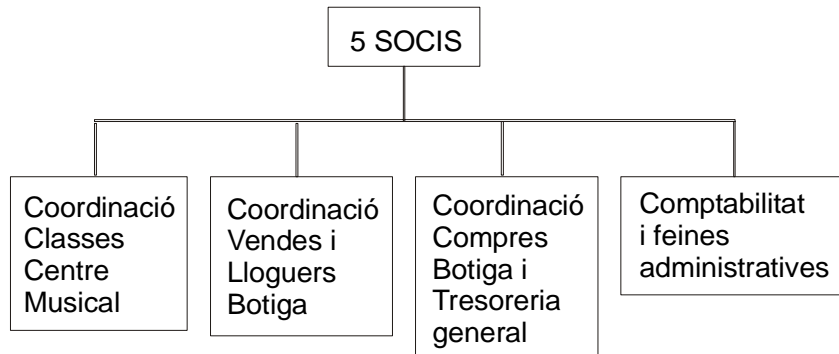 5 SOCIS
Coordinació
Classes
Centre
Musical
Coordinació
Vendes i
Lloguers
Botiga
Coordinació
Compres
Botiga i
Tresoreria
general
Comptabilitat
i feines
administratives